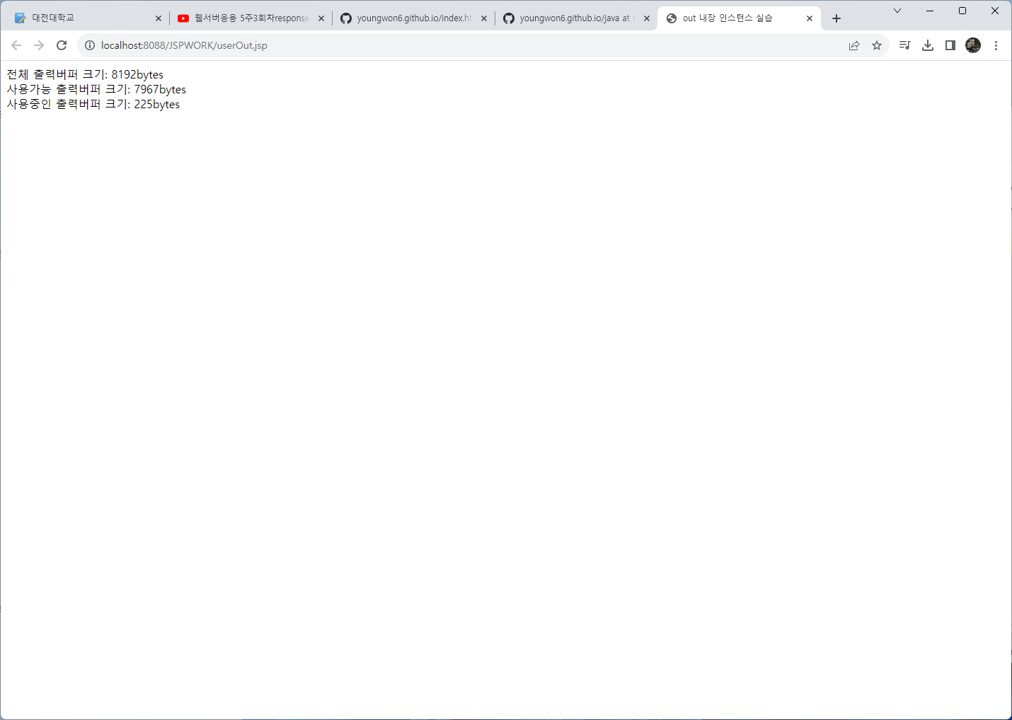 대전대학교
웹서버응용 5주3회차response
youngwon6.github.io/index.ht
youngwon6.github.io/java at
out 내장 인스턴스 실습
localhost:8088/JSPWORK/userOut.jsp
전체 출력버퍼 크기: 8192bytes
사용가능 출력버퍼 크기: 7967bytes
사용중인 출력버퍼 크기: 225bytes